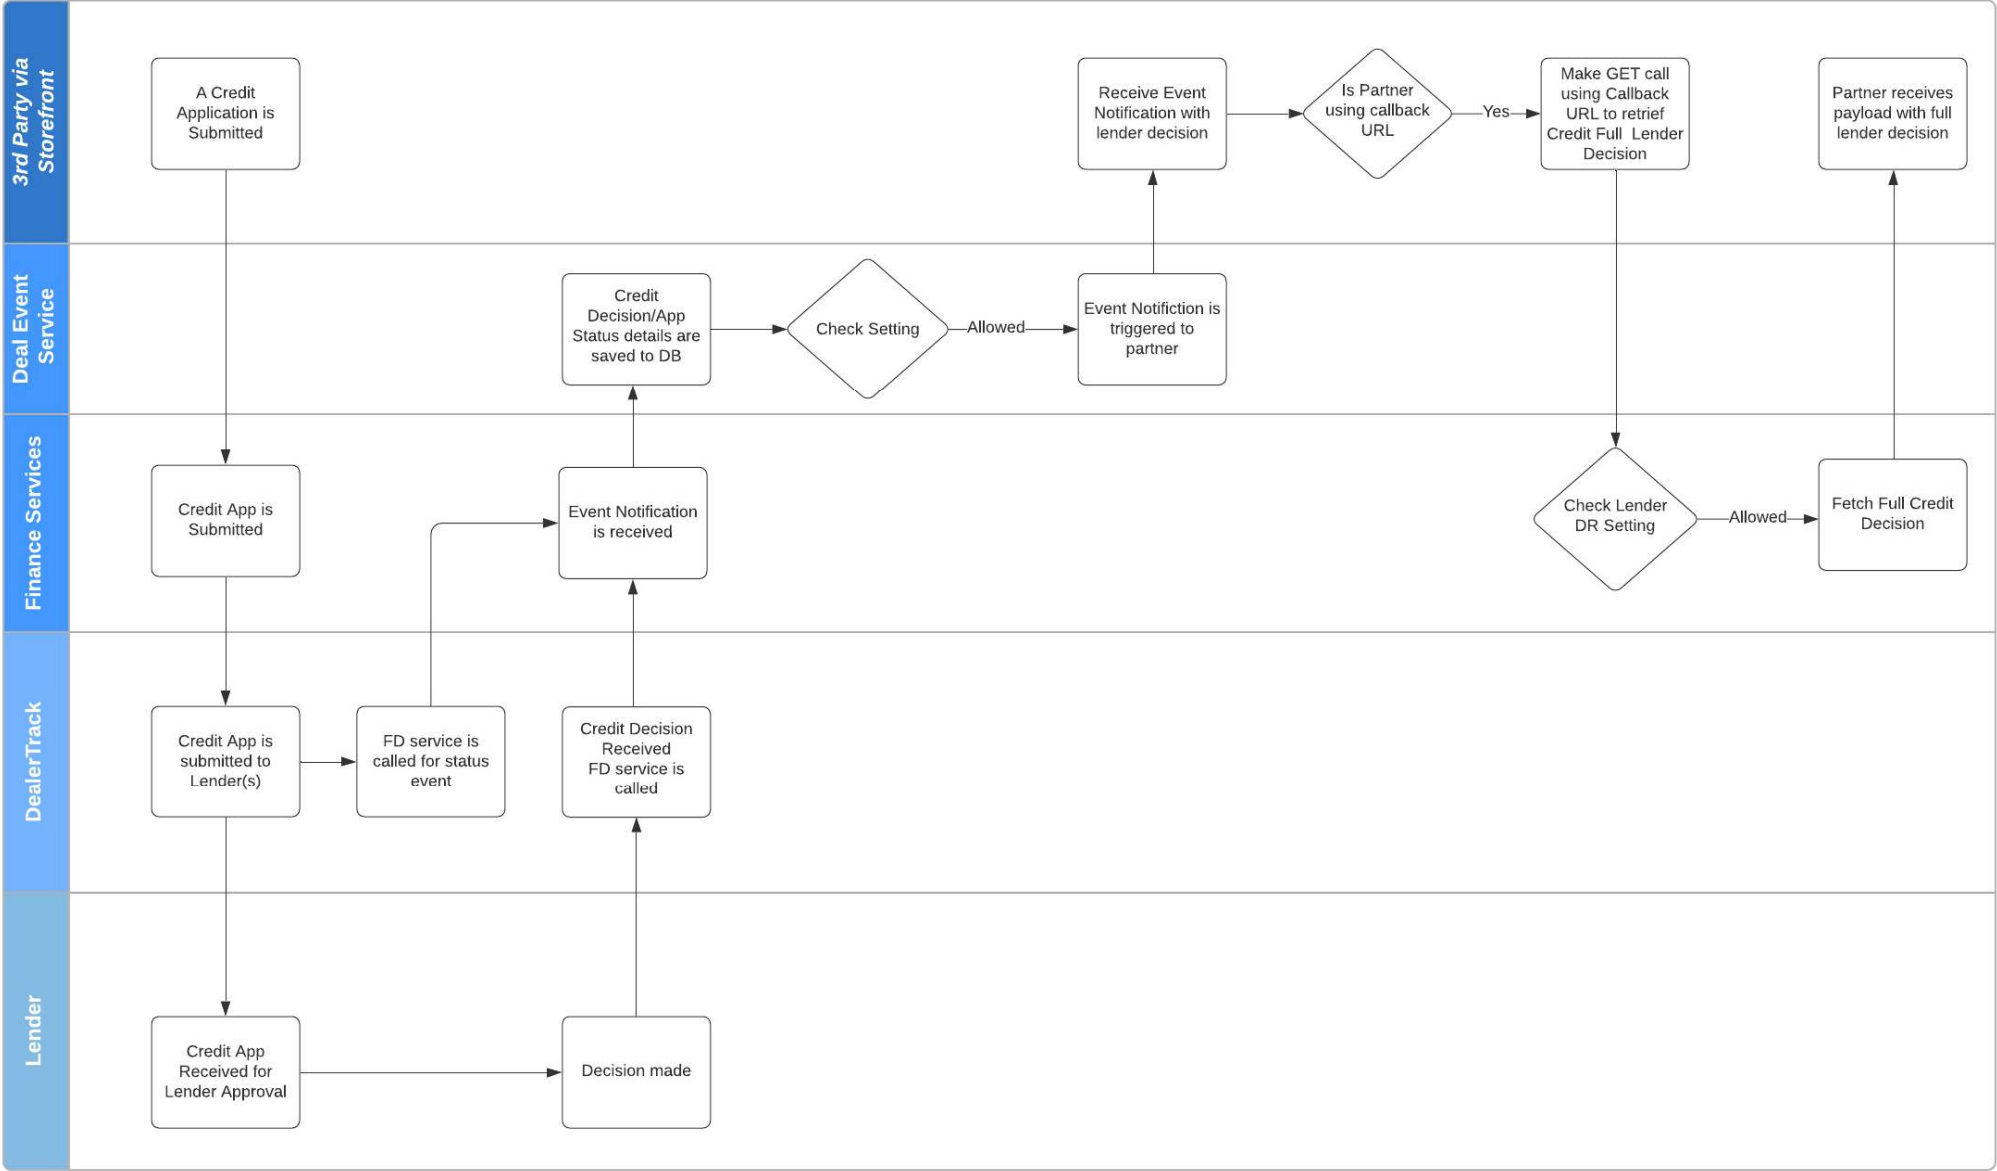 3rd Party via
Storefront
A Credit
Application is
Submitted
Receive Event
Notification with
lender decision
Is Partner
using callback
URL
Yes
Make GET call
using Callback
URL to retrief
Credit Full Lender
Decision
Partner receives
payload with full
lender decision
Deal Event
Service
Credit
Decision/App
Status details are
saved to DB
Check Setting
Allowed
Event Notifiction is
triggered to
partner
Finance Services
Credit App is
Submitted
Event Notification
is received
Check Lender
DR Setting
Allowed
Fetch Full Credit
Decision
DealerTrack
Credit App is
submitted to
Lender(s)
FD service is
called for status
event
Credit Decision
Received
FD service is
called
Lender
Credit App
Received for
Lender Approval
Decision made